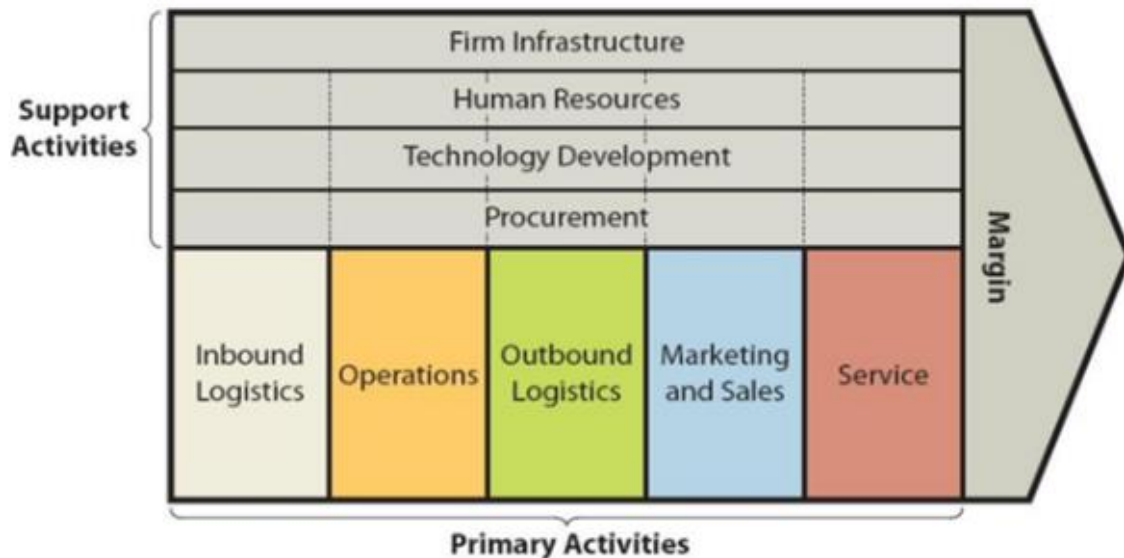 Firm Infrastructure
Support
Activities
Human Resources
Technology Development
Procurement
Margin
Inbound
Logistics
Operations
Outbound
Logistics
Marketing
and Sales
Service
Primary Activities